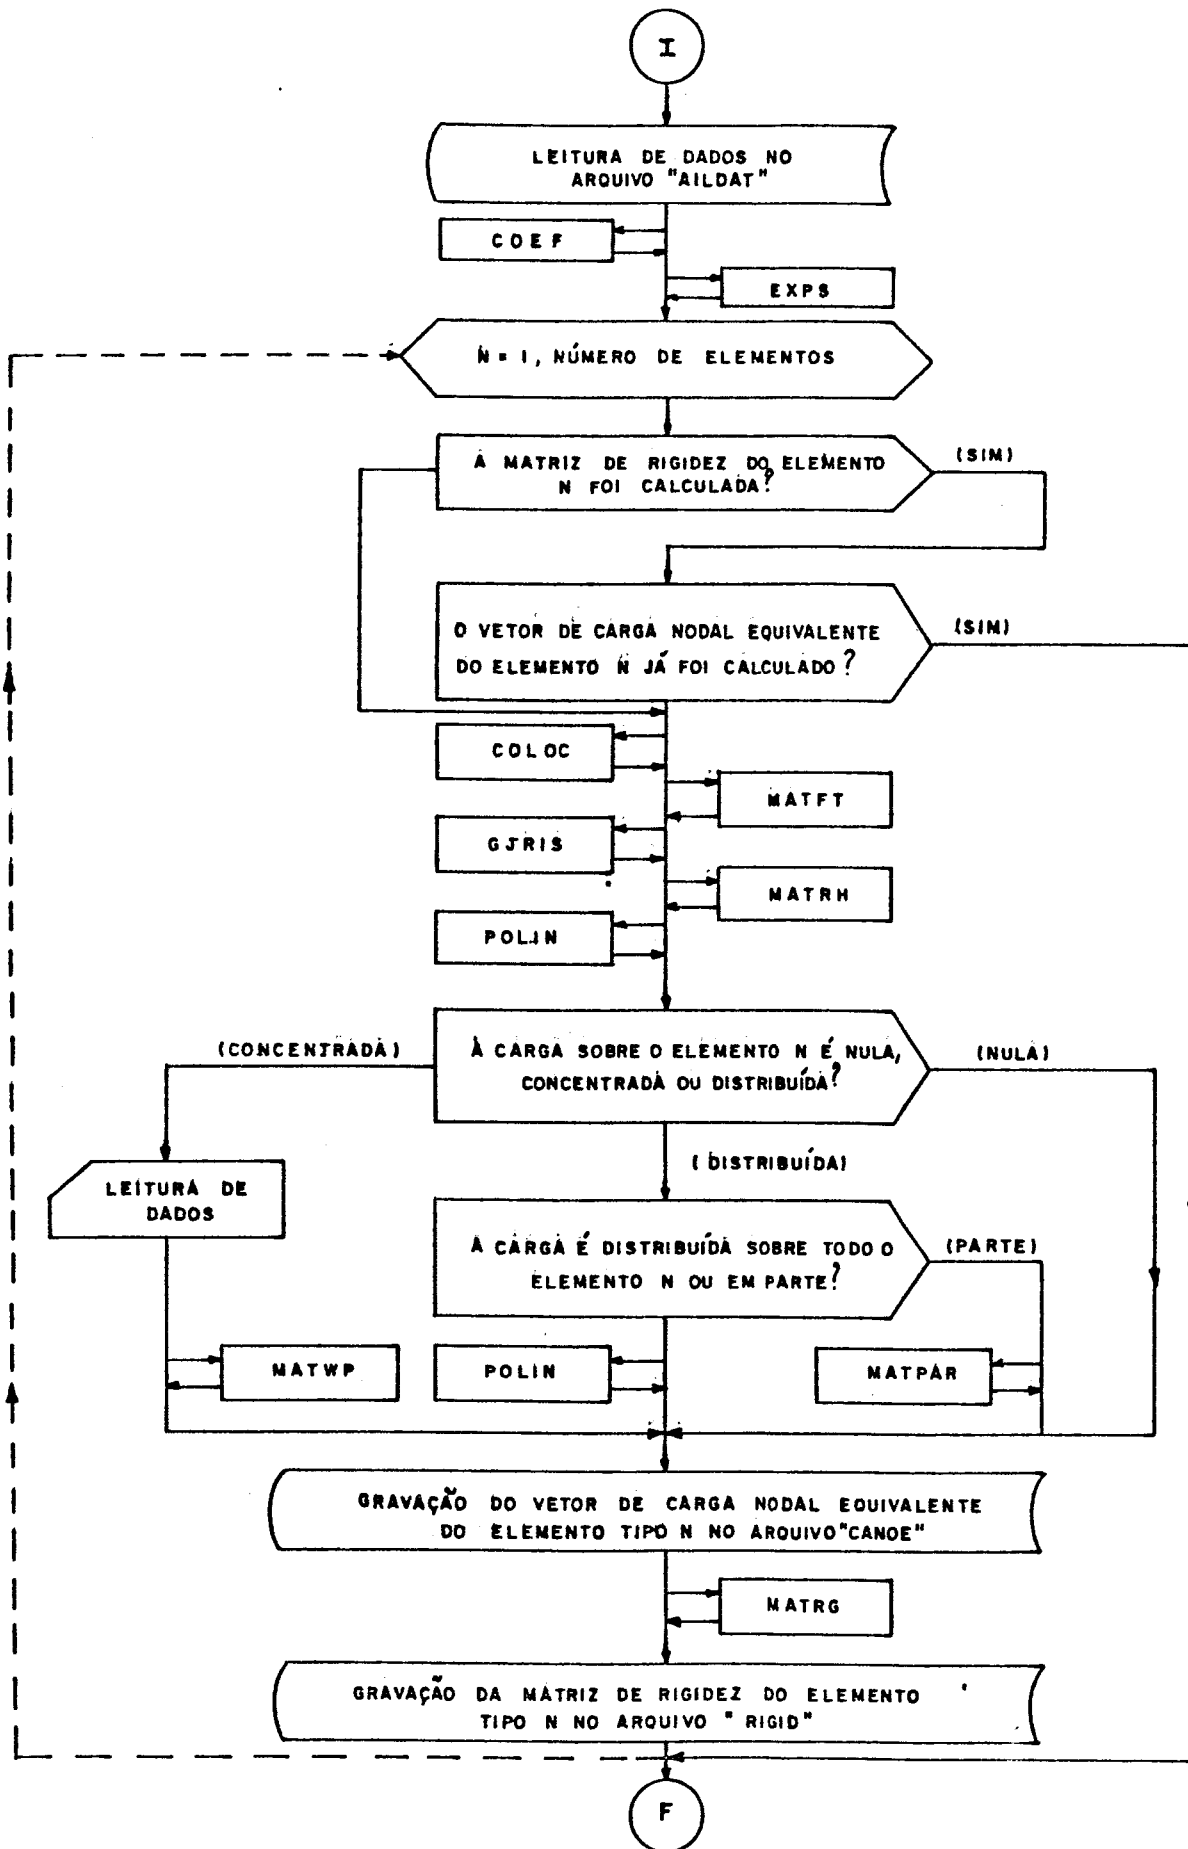 I
LEITURA DE DADOS NO
ARQUIVO "AILDAT"
COEF
EXPS
N = 1, NÚMERO DE ELEMENTOS
A MATRIZ DE RIGIDEZ DO ELEMENTO
N FOI CALCULADA?
(SIM)
O VETOR DE CARGA NODAL EQUIVALENTE
DO ELEMENTO N JÁ FOI CALCULADO?
(SIM)
COLOC
MATFT
GJRIS
MATRH
POLIN
(CONCENTRADA)
A CARGA SOBRE O ELEMENTO N É NULA,
CONCENTRADA OU DISTRIBUÍDA?
(NULA)
(DISTRIBUÍDA)
LEITURA DE
DADOS
A CARGA É DISTRIBUÍDA SOBRE TODO O
ELEMENTO N OU EM PARTE?
(PARTE)
MATWP
POLIN
MATPAR
GRAVAÇÃO DO VETOR DE CARGA NODAL EQUIVALENTE
DO ELEMENTO TIPO N NO ARQUIVO "CANOE"
MATRG
GRAVAÇÃO DA MATRIZ DE RIGIDEZ DO ELEMENTO
TIPO N NO ARQUIVO "RIGID"
F